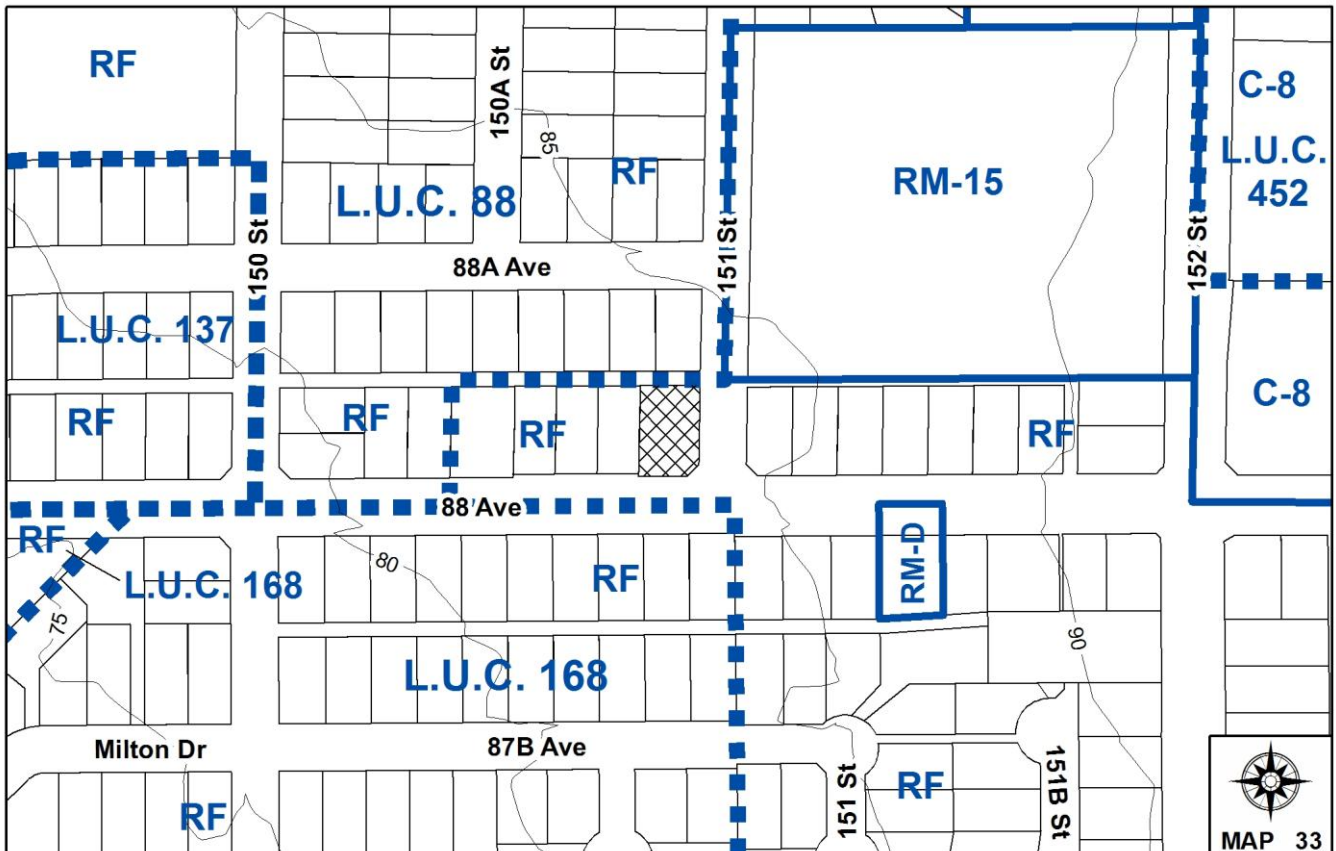 RF
150A St
85
RF
L.U.C. 88
RM-15
C-8
L.U.C.
452
150 St
88A Ave
151 St
152 St
L.U.C. 137
RF
RF
RF
RF
C-8
88 Ave
RF
80
L.U.C. 168
75
RF
RM-D
90
L.U.C. 168
Milton Dr
87B Ave
151 St
RF
151B St
RF
MAP 33